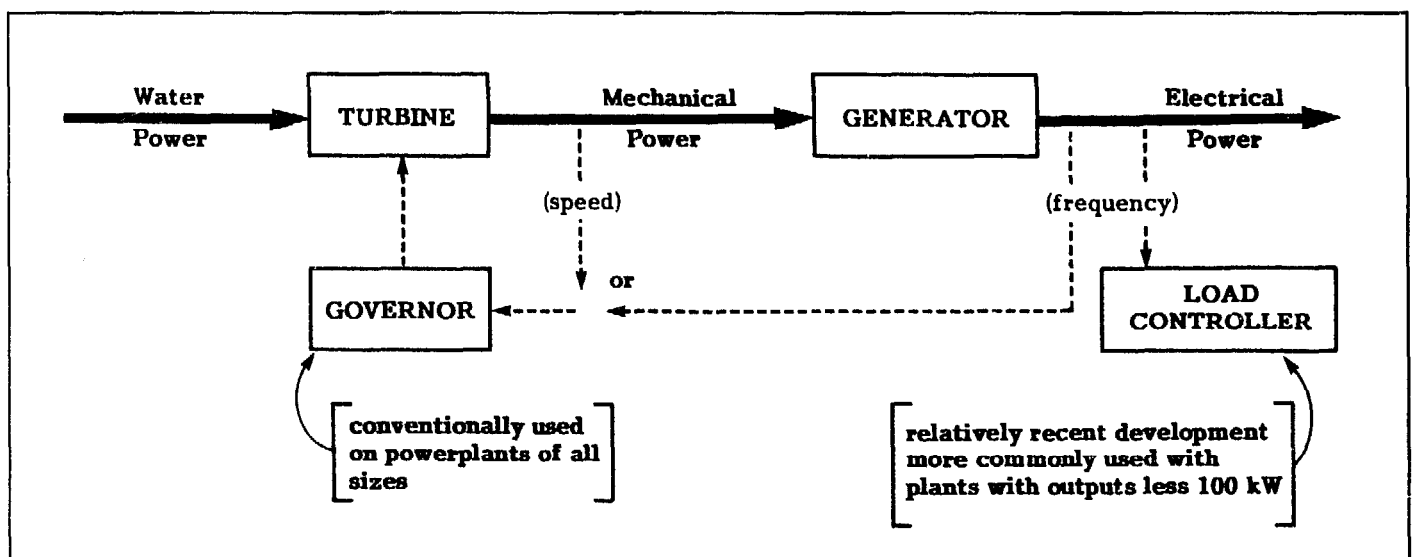 Water
Power
TURBINE
Mechanical
Power
GENERATOR
Electrical
Power
(speed)
(frequency)
or
GOVERNOR
LOAD
CONTROLLER
conventionally used
on powerplants of all
sizes
relatively recent development
more commonly used with
plants with outputs less 100 kW